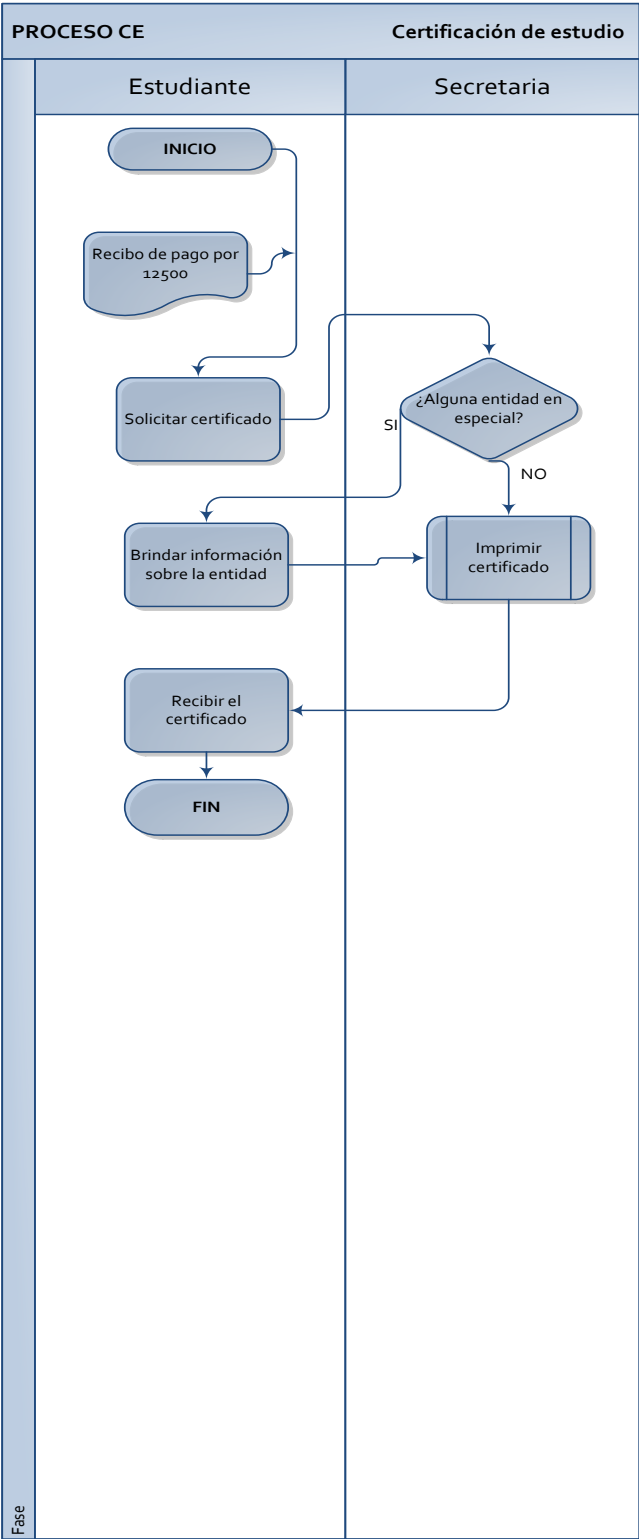 PROCESO CE
Certificación de estudio
Estudiante
Secretaria
INICIO
Recibo de pago por
12500
Solicitar certificado
¿Alguna entidad en
especial?
SI
NO
Brindar información
sobre la entidad
Imprimir
certificado
Recibir el
certificado
FIN
Fase